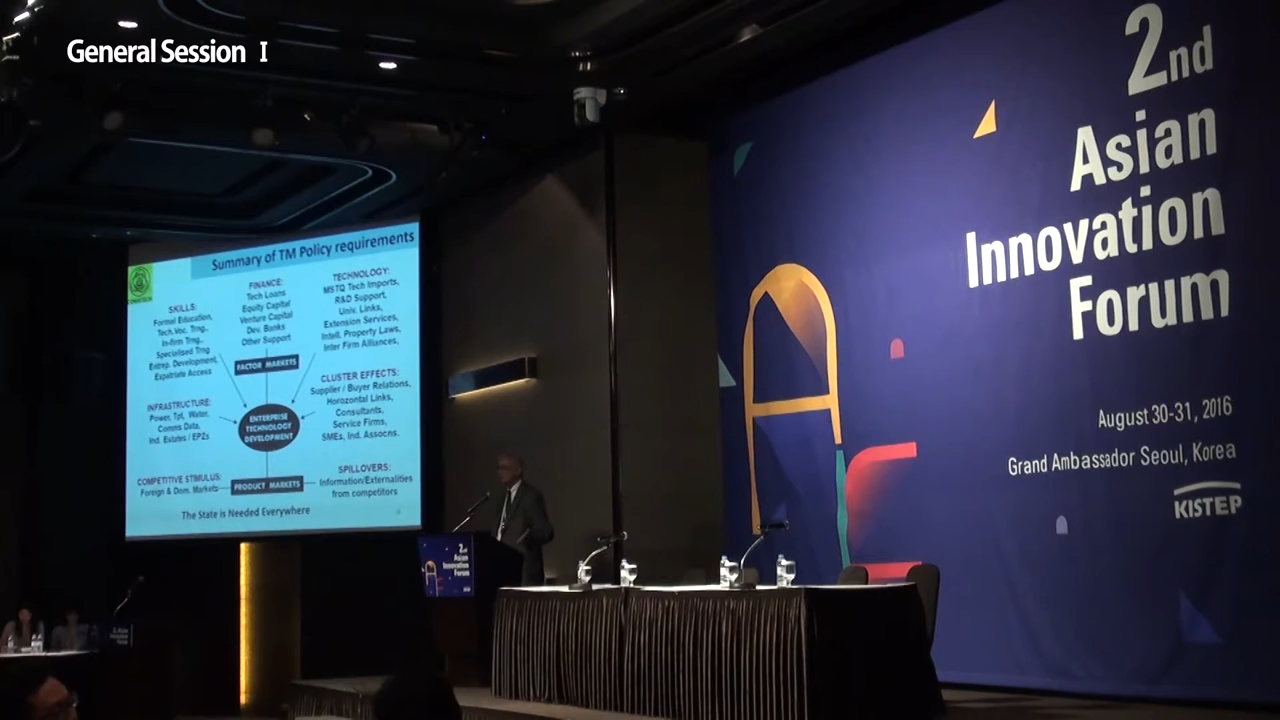 General Session I
2nd
Asian
Innovation
Forum
August 30-31, 2016
Grand Ambassador Seoul, Korea
KISTEP
Summary of TM Policy requirements
SKILLS:
Formal Education,
Tech.Voc. Trng.,
In-firm Trng.,
Specialised Trng
Entrep. Development,
Expatriate Access
FINANCE:
Tech Loans
Equity Capital
Venture Capital
Dev. Banks
Other Support
TECHNOLOGY:
MSTQ Tech Imports,
R&D Support,
Univ. Links,
Extension Services,
Intell. Property Laws,
Inter Firm Alliances,
FACTOR MARKETS
INFRASTRUCTURE:
Power, Tpt, Water,
Comms Data,
Ind. Estates / EPZs
ENTERPRISE
TECHNOLOGY
DEVELOPMENT
CLUSTER EFFECTS:
Supplier / Buyer Relations,
Horozontal Links,
Consultants,
Service Firms,
SMEs, Ind. Assocns.
COMPETITIVE STIMULUS:
Foreign & Dom. Markets
PRODUCT MARKETS
SPILLOVERS:
Information/Externalities
from competitors
The State is Needed Everywhere
2nd
Asian
Innovation
Forum